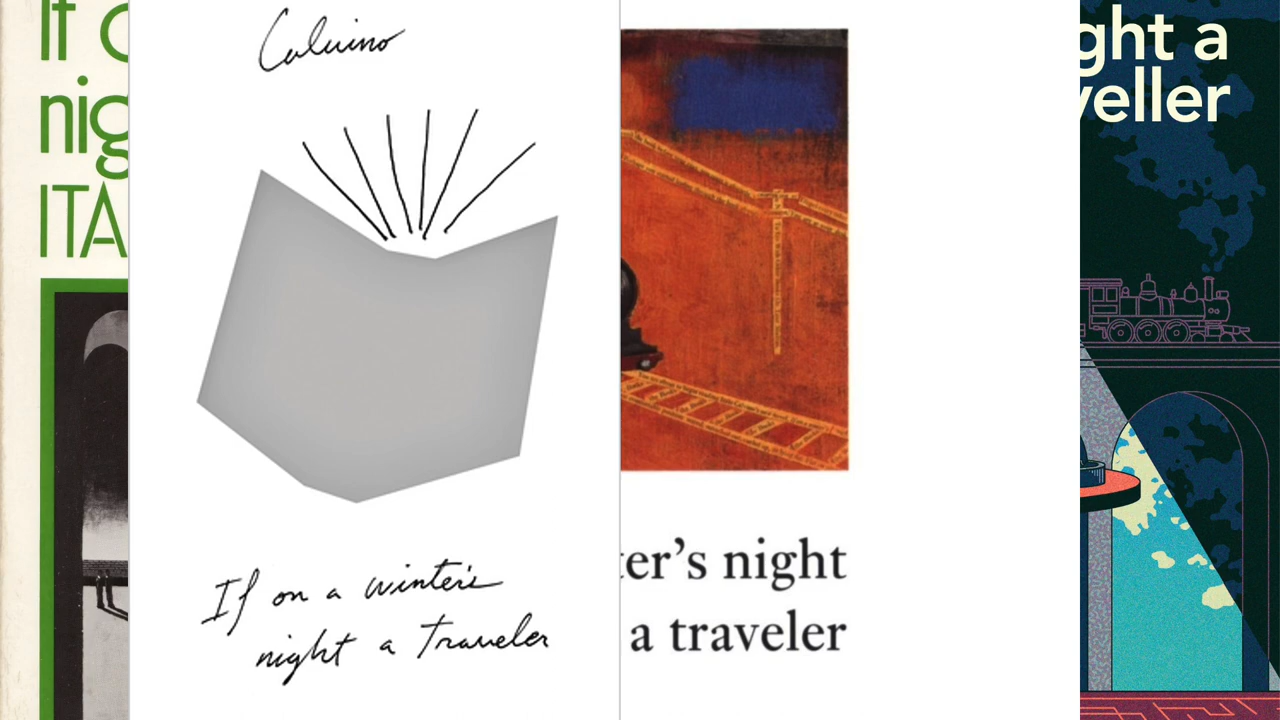 If
nig
ITA
Calvino
If on a winter's
night a Traveler
ter's night
a traveler
ght a
veller